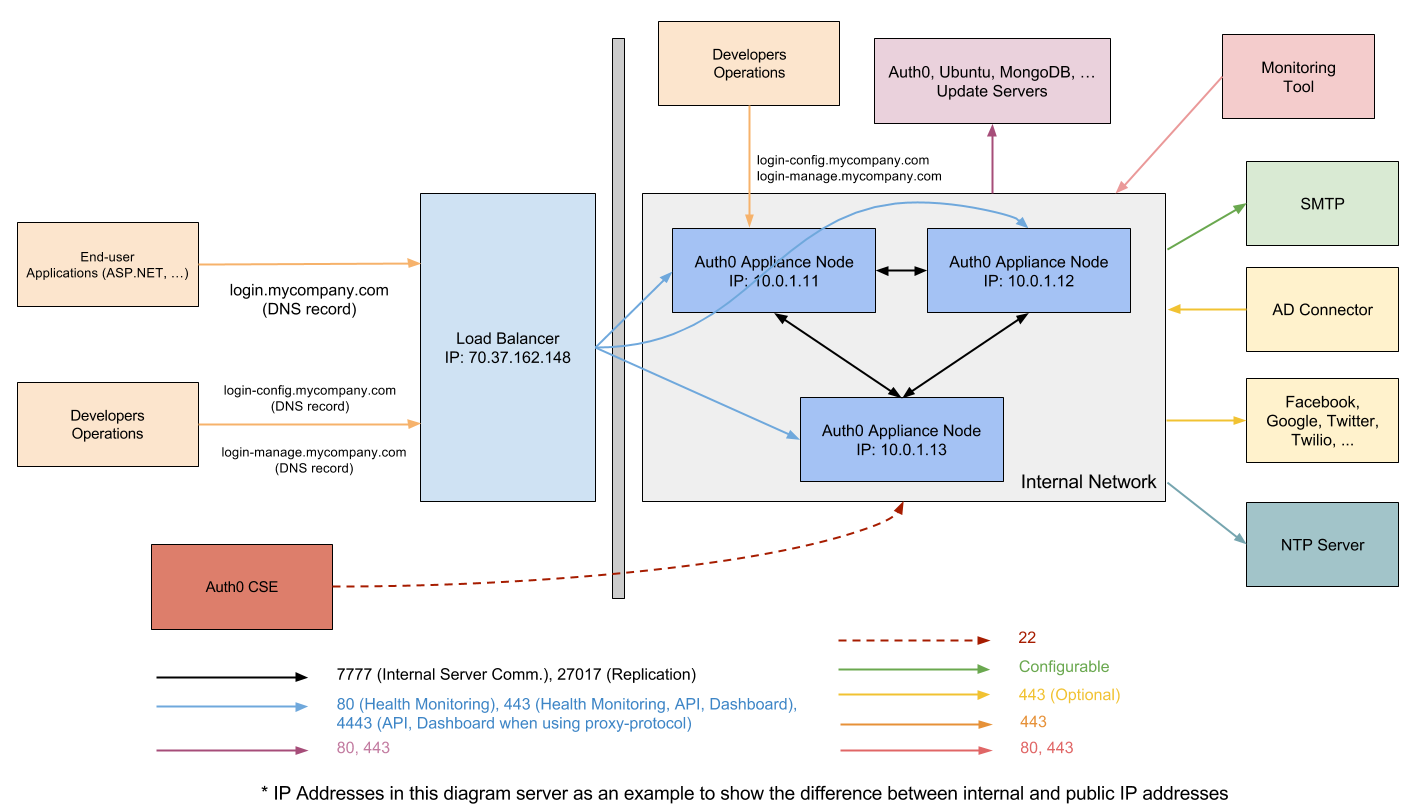 Developers
Operations
Auth0, Ubuntu, MongoDB, …
Update Servers
Monitoring
Tool
login-config.mycompany.com
login-manage.mycompany.com
SMTP
End-user
Applications (ASP.NET, …)
login.mycompany.com
(DNS record)
Load Balancer
IP: 70.37.162.148
Auth0 Appliance Node
IP: 10.0.1.11
Auth0 Appliance Node
IP: 10.0.1.12
AD Connector
Developers
Operations
login-config.mycompany.com
(DNS record)
login-manage.mycompany.com
(DNS record)
Auth0 Appliance Node
IP: 10.0.1.13
Internal Network
Facebook,
Google, Twitter,
Twilio, ...
NTP Server
Auth0 CSE
7777 (Internal Server Comm.), 27017 (Replication)
80 (Health Monitoring), 443 (Health Monitoring, API, Dashboard),
4443 (API, Dashboard when using proxy-protocol)
80, 443
22
Configurable
443 (Optional)
443
80, 443
* IP Addresses in this diagram server as an example to show the difference between internal and public IP addresses